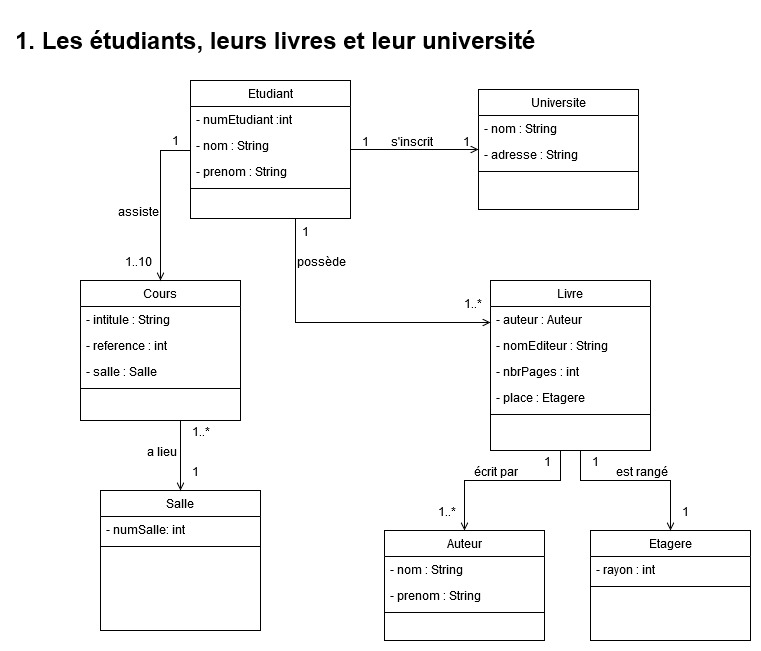 1. Les étudiants, leurs livres et leur université
Etudiant
- numEtudiant :int
- nom : String
- prenom : String
Universite
- nom : String
- adresse : String
1
s'inscrit
1
1
assiste
1..10
1
possède
1..*
Cours
- intitule : String
- reference : int
- salle : Salle
Livre
- auteur : Auteur
- nomEditeur : String
- nbrPages : int
- place : Etagere
1..*
a lieu
1
1
écrit par
1..*
1
est rangé
1
Salle
- numSalle: int
Auteur
- nom : String
- prenom : String
Etagere
- rayon : int